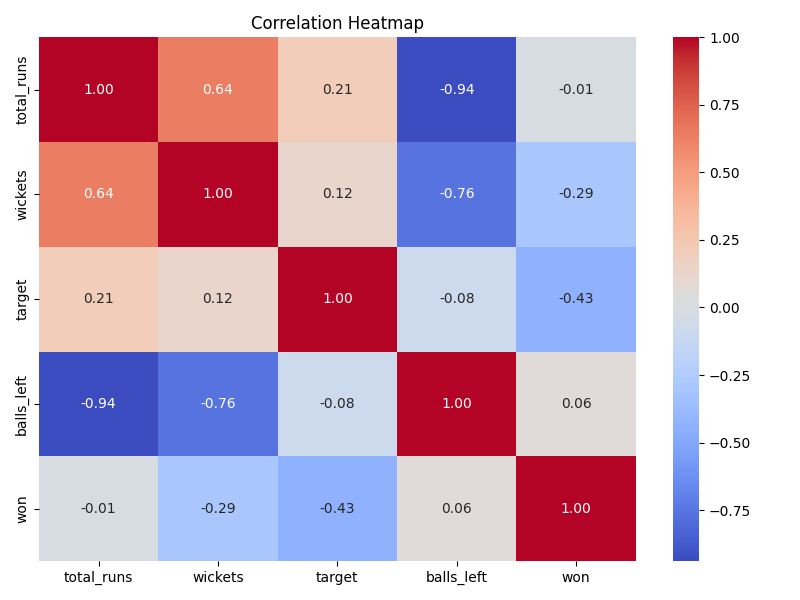 Correlation Heatmap
total_runs 1.00 0.64 0.21 -0.94 -0.01
wickets 0.64 1.00 0.12 -0.76 -0.29
target 0.21 0.12 1.00 -0.08 -0.43
balls_left -0.94 -0.76 -0.08 1.00 0.06
won -0.01 -0.29 -0.43 0.06 1.00
total_runs wickets target balls_left won
1.00
0.75
0.50
0.25
0.00
−0.25
−0.50
−0.75